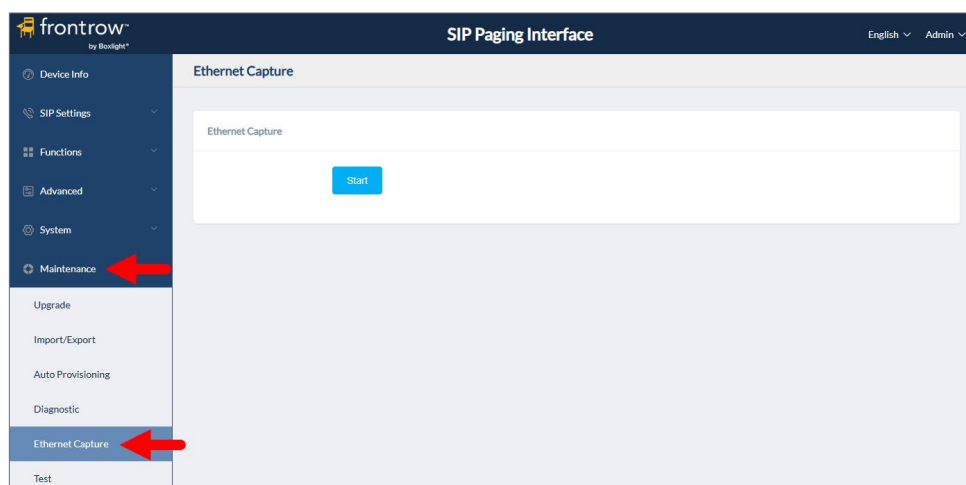 frontrow™
by Boxlight®
SIP Paging Interface
English
Admin
Device Info
SIP Settings
Functions
Advanced
System
Maintenance
Upgrade
Import/Export
Auto Provisioning
Diagnostic
Ethernet Capture
Test
Ethernet Capture
Ethernet Capture
Start